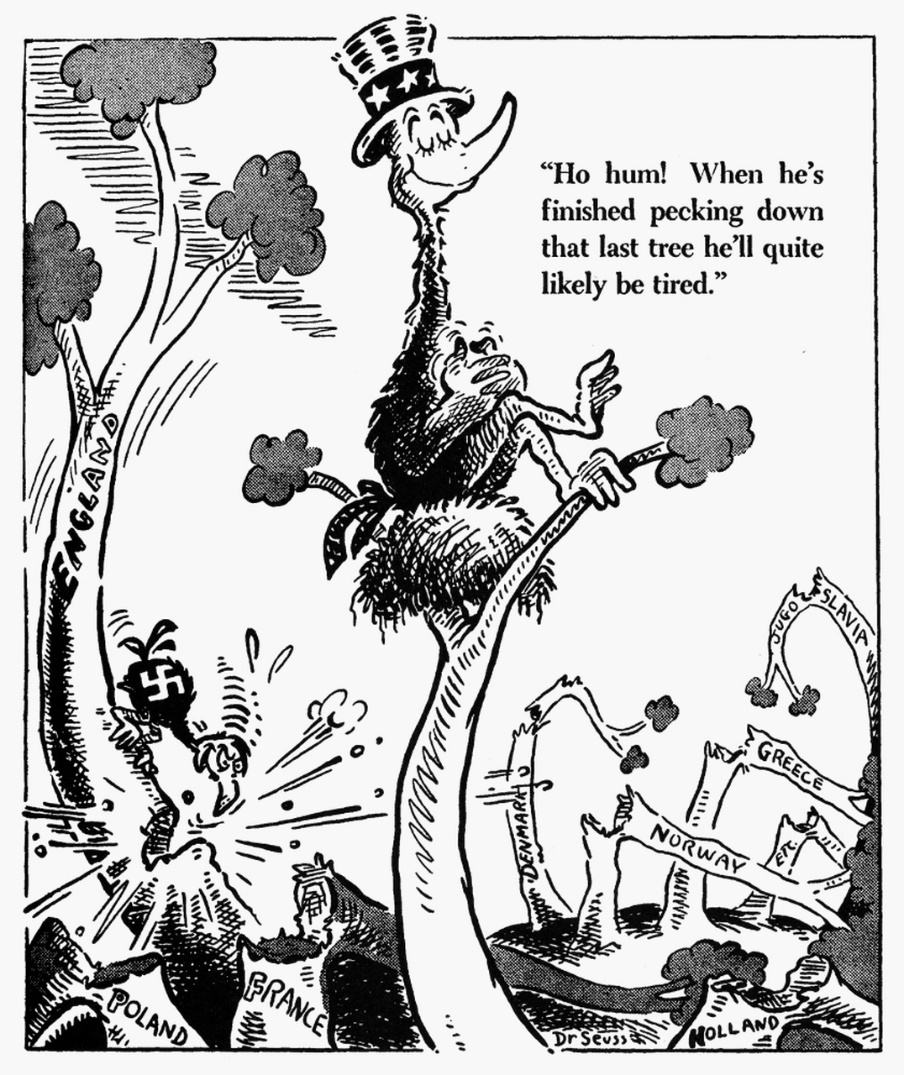 “Ho hum! When he’s
finished pecking down
that last tree he’ll quite
likely be tired.”
ENGLAND
JUGO
SLAVIA
GREECE
DENMARK
NORWAY
ETC.
POLAND
FRANCE
HOLLAND
Dr Seuss